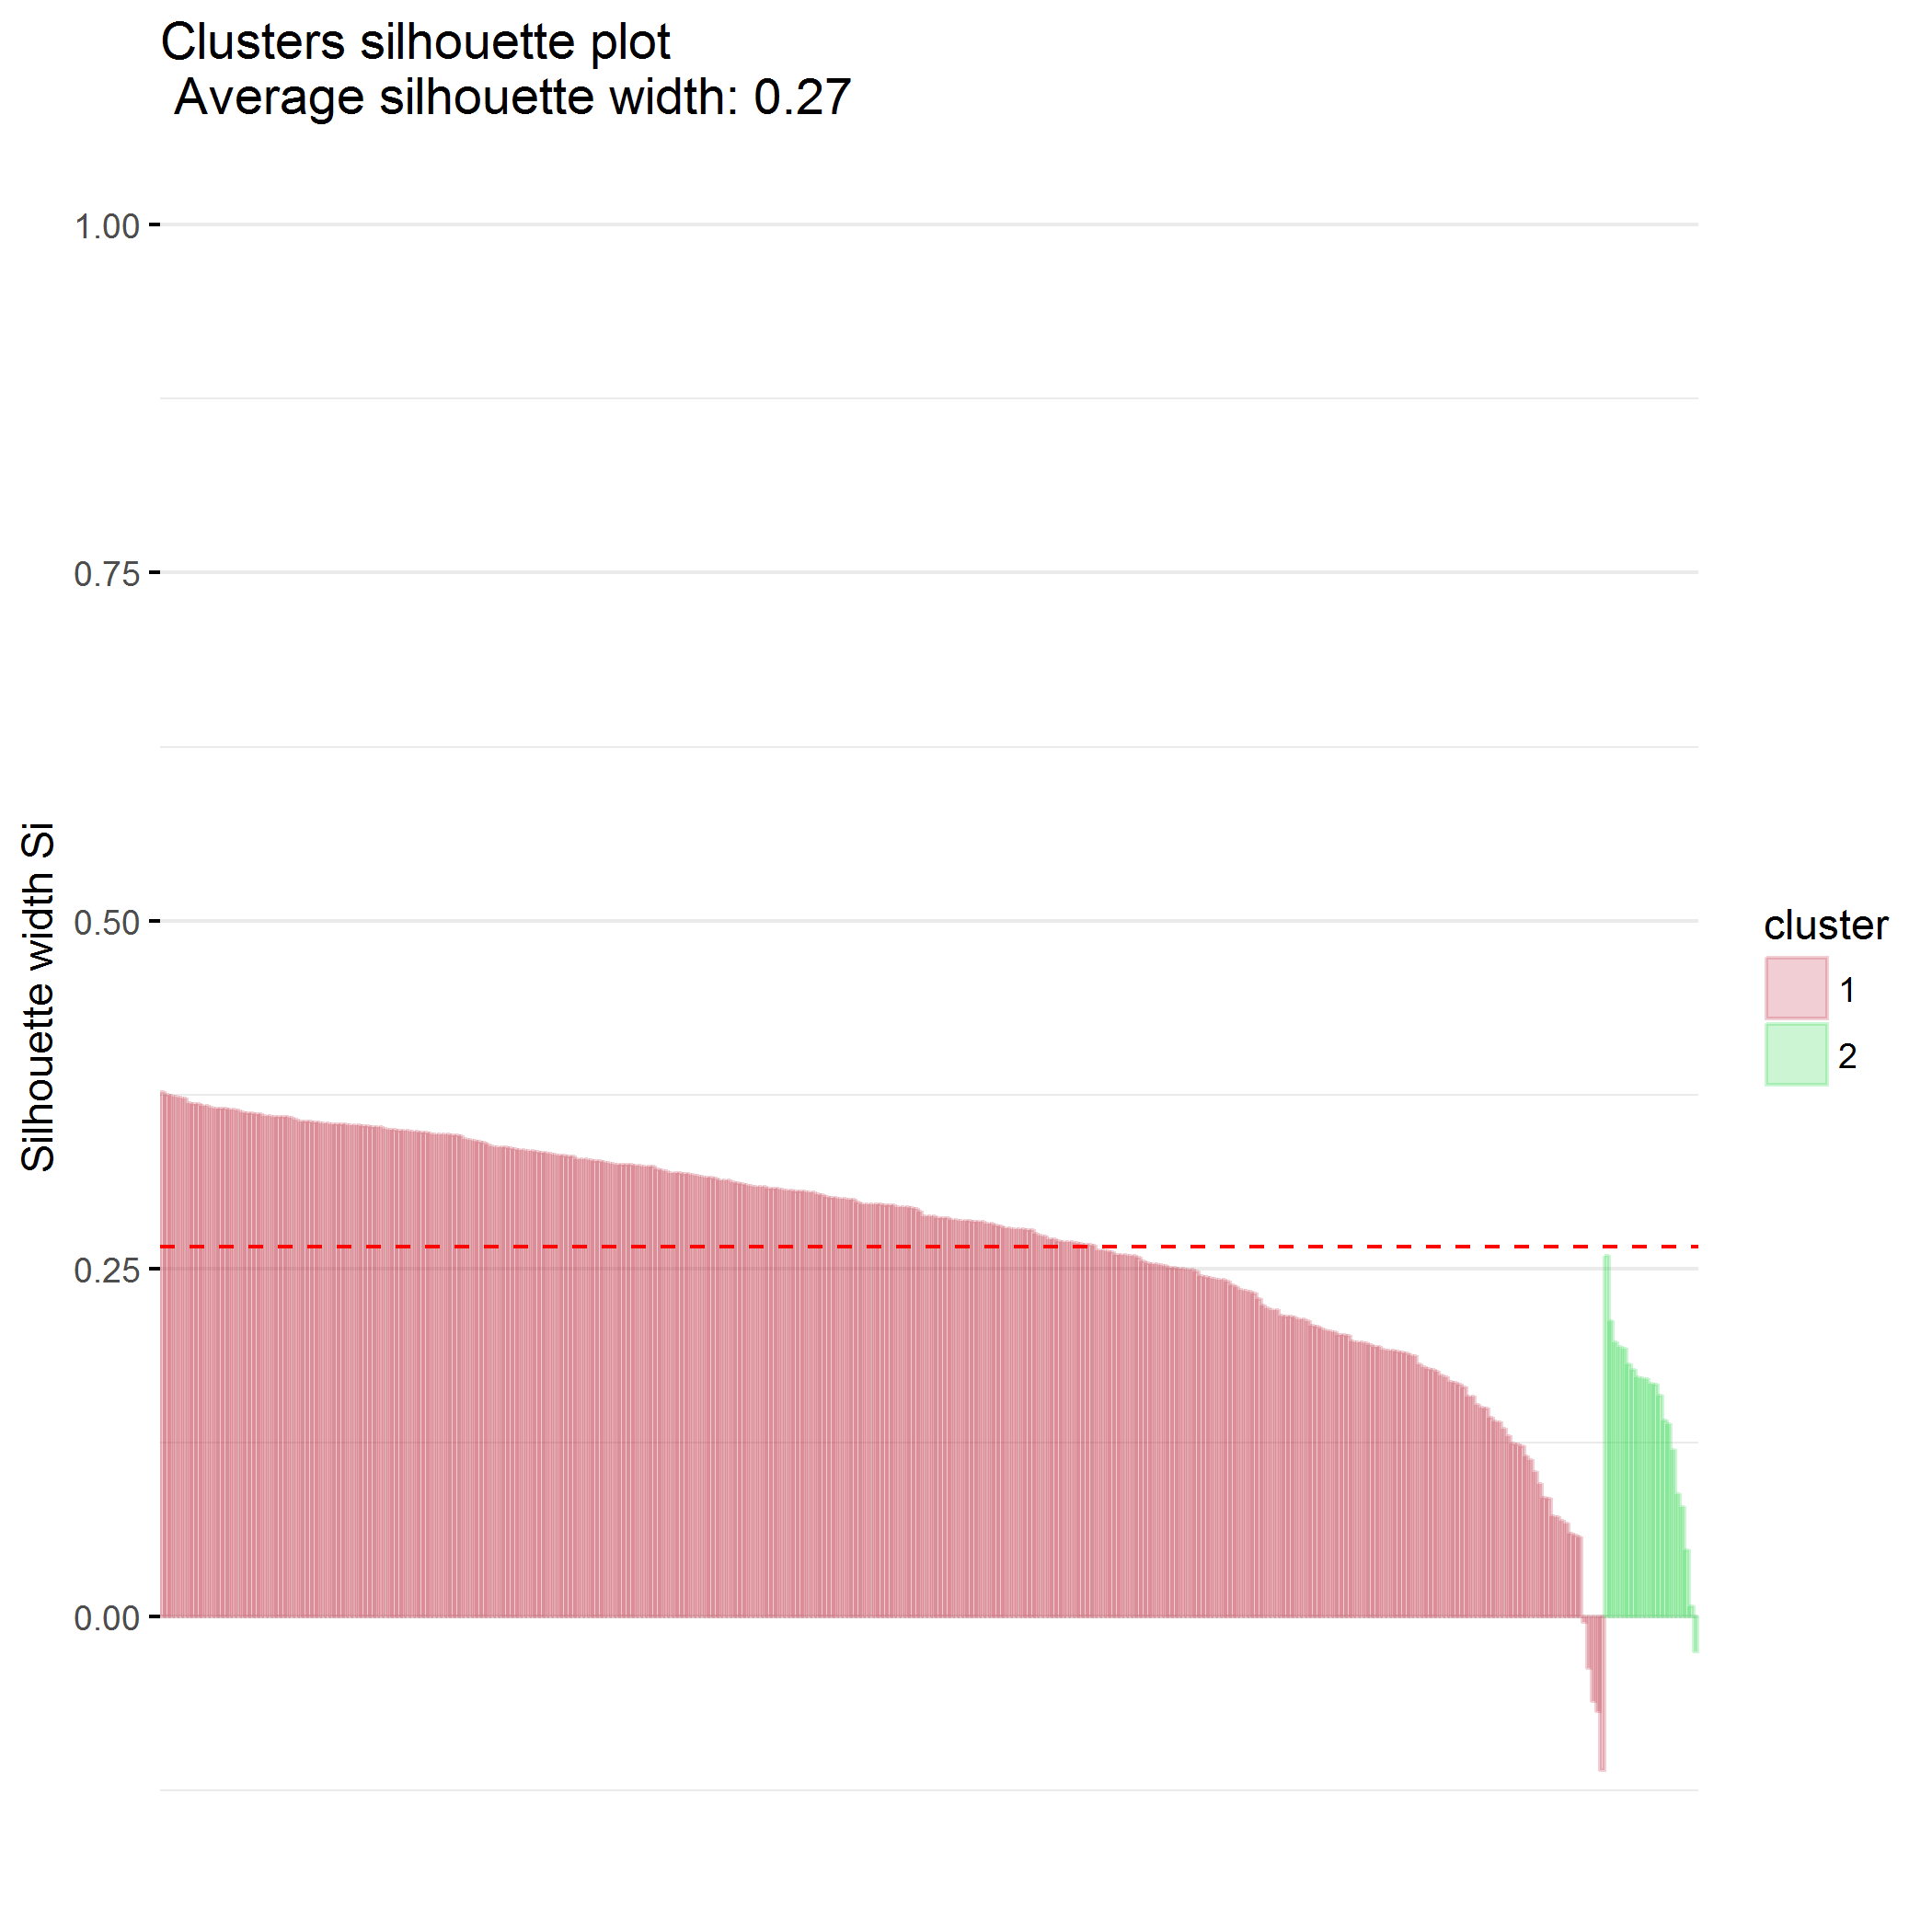 Clusters silhouette plot
Average silhouette width: 0.27
1.00
0.75
0.50
0.25
0.00
Silhouette width Si
cluster
1
2